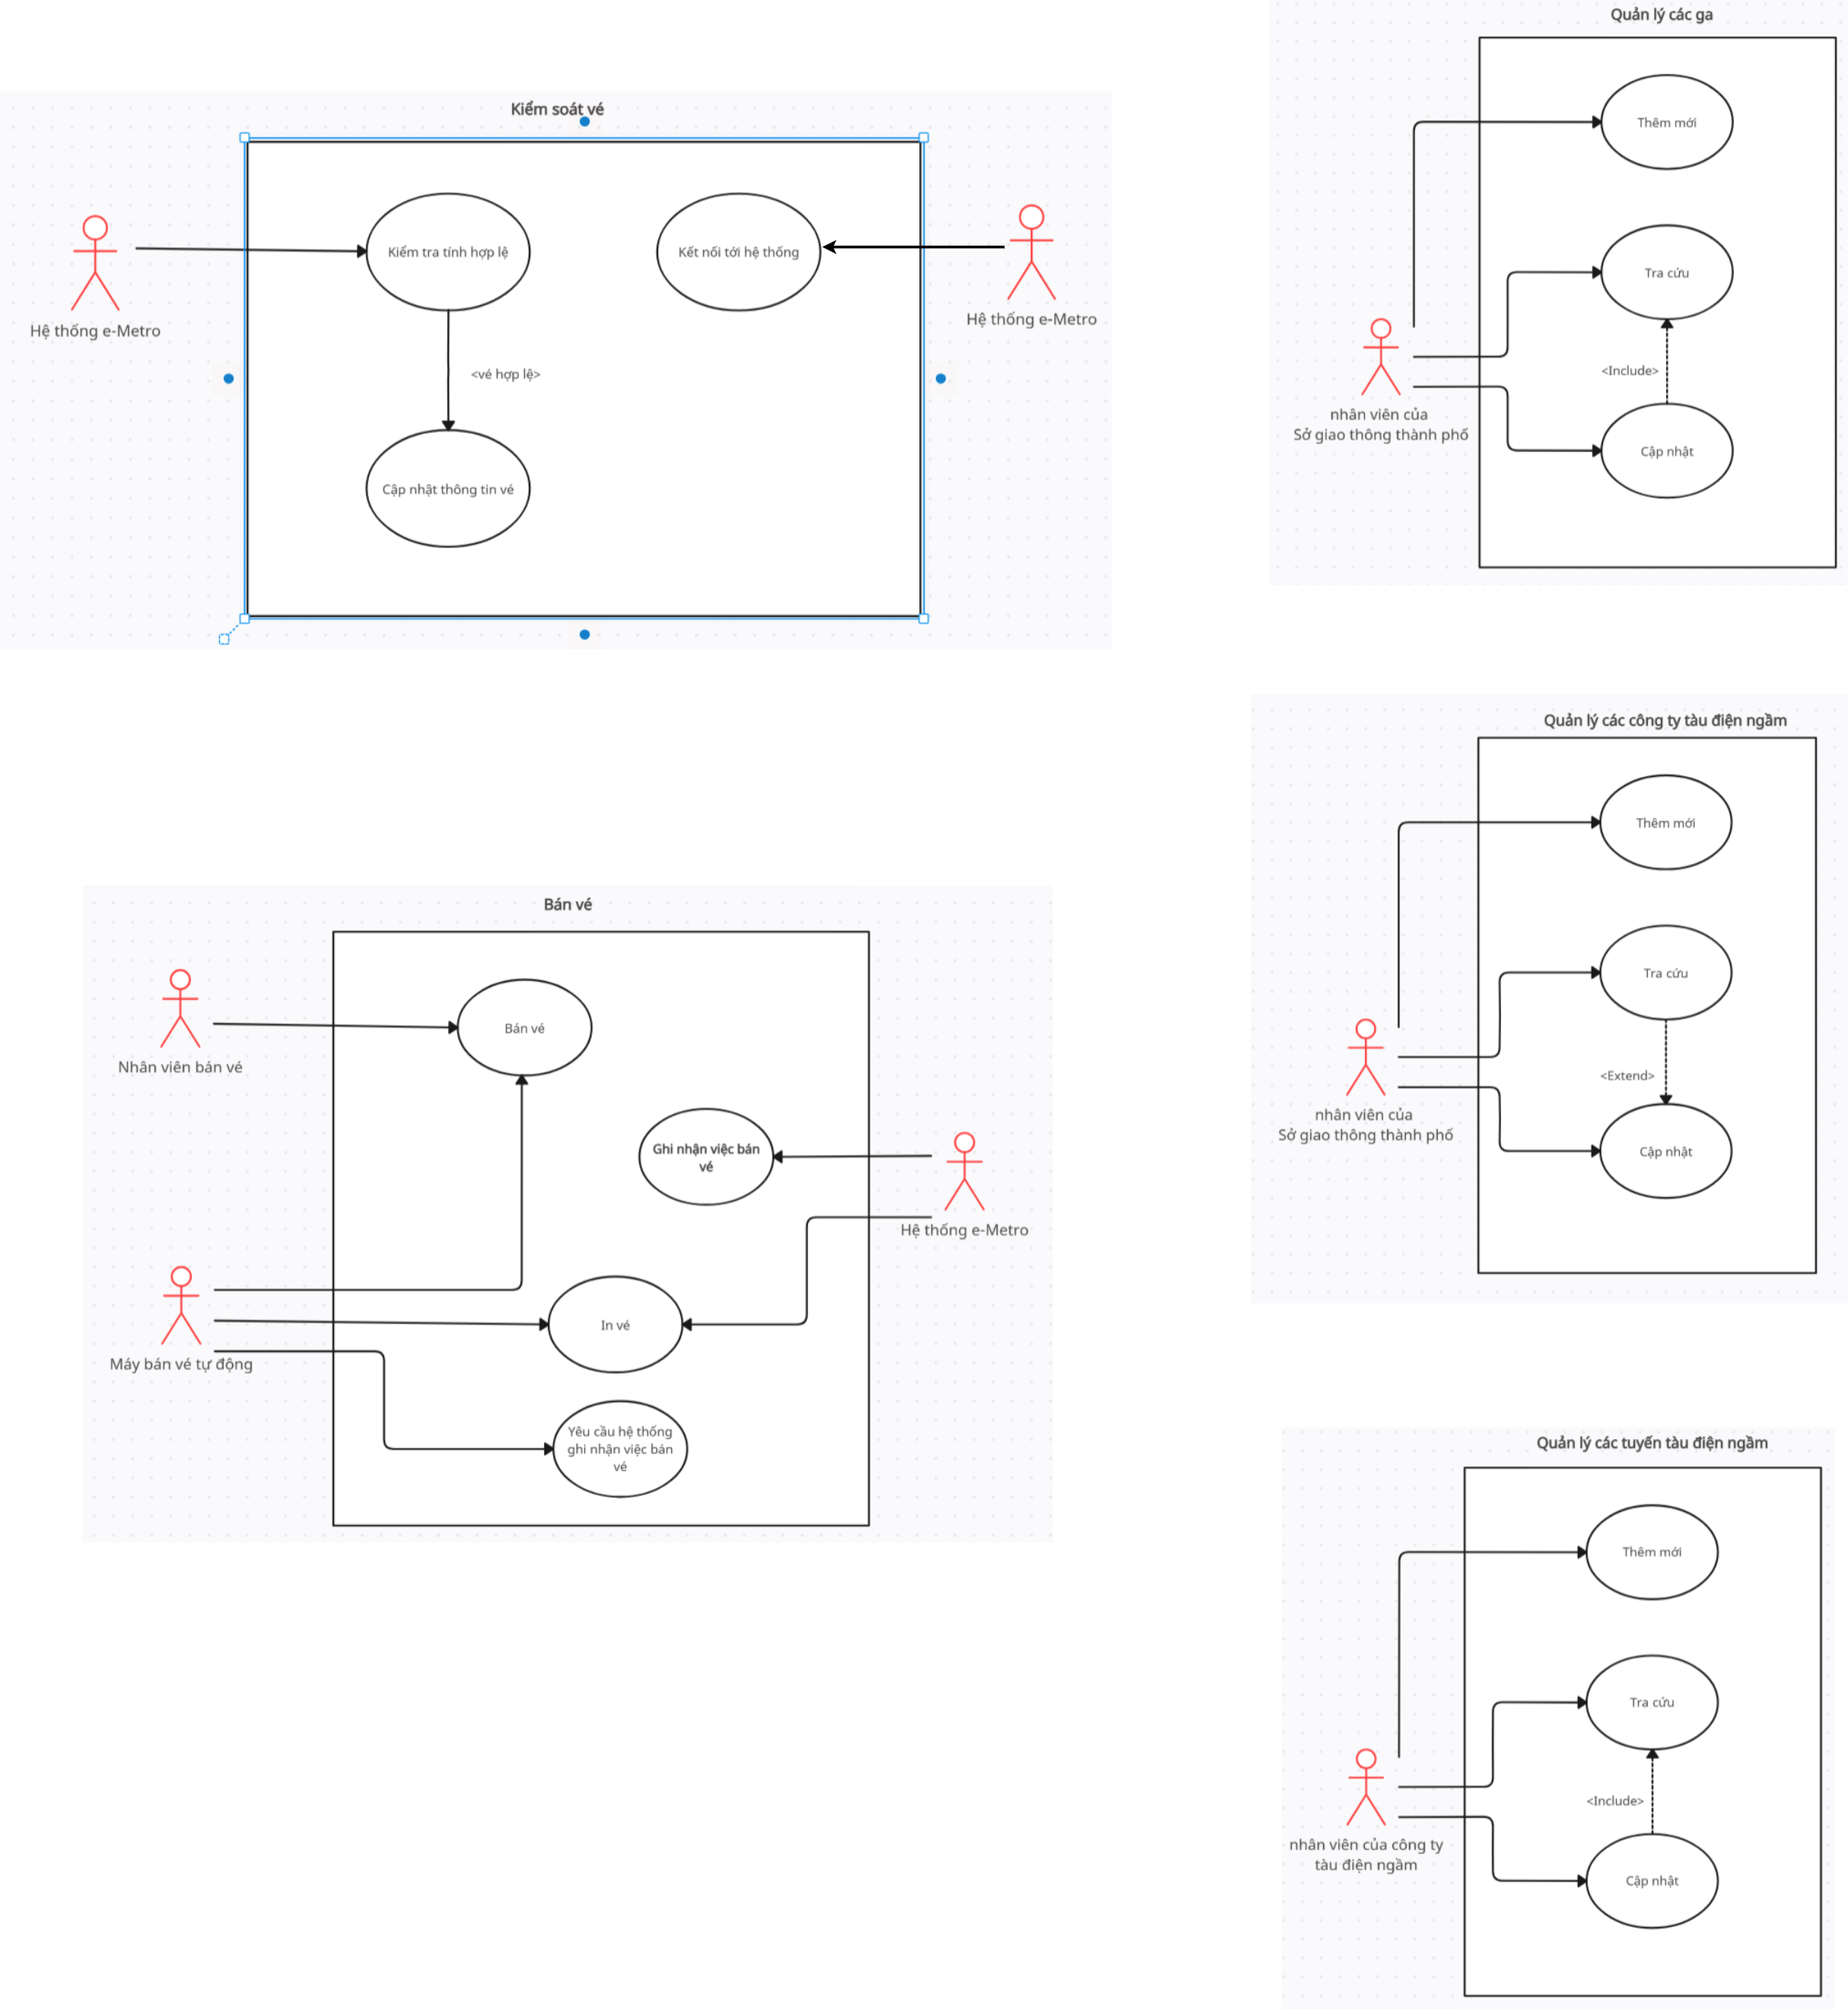 Kiểm soát vé
Hệ thống e-Metro
Kiểm tra tính hợp lệ
Kết nối tới hệ thống
Hệ thống e-Metro
<vé hợp lệ>
Cập nhật thông tin vé
Bán vé
Nhân viên bán vé
Bán vé
Ghi nhận việc bán
vé
Hệ thống e-Metro
Máy bán vé tự động
In vé
Yêu cầu hệ thống
ghi nhận việc bán
vé
Quản lý các ga
Thêm mới
Tra cứu
<Include>
nhân viên của
Sở giao thông thành phố
Cập nhật
Quản lý các công ty tàu điện ngầm
Thêm mới
Tra cứu
<Extend>
nhân viên của
Sở giao thông thành phố
Cập nhật
Quản lý các tuyến tàu điện ngầm
Thêm mới
Tra cứu
<Include>
nhân viên của công ty
tàu điện ngầm
Cập nhật